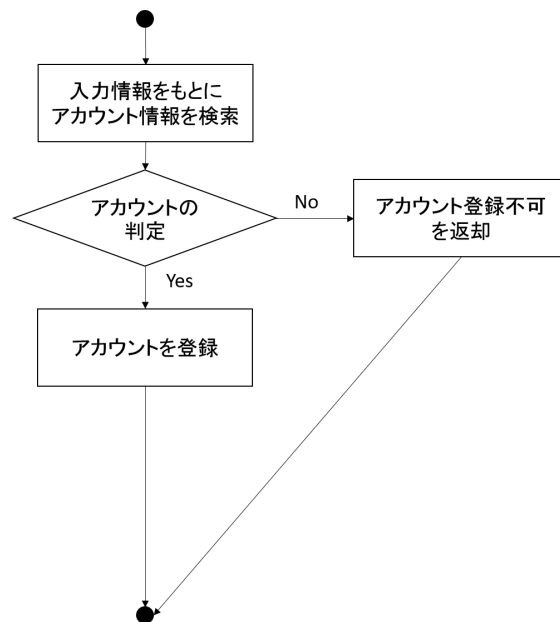 入力情報をもとに
アカウント情報を検索
アカウントの
判定
No
アカウント登録不可
を返却
Yes
アカウントを登録